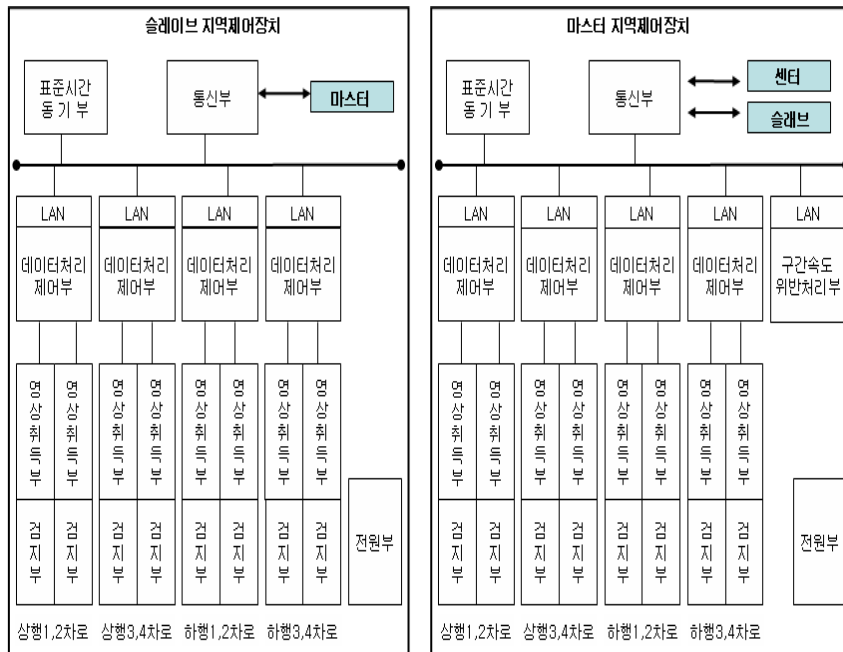 슬레이브 지역제어장치
표준시간
동 기 부
통신부
마스터
LAN
LAN
LAN
LAN
데이터처리
제어부
데이터처리
제어부
데이터처리
제어부
데이터처리
제어부
영상취득부
영상취득부
영상취득부
영상취득부
영상취득부
영상취득부
영상취득부
영상취득부
검지부
검지부
검지부
검지부
검지부
검지부
검지부
검지부
전원부
상행1,2차로
상행3,4차로
하행1,2차로
하행3,4차로
마스터 지역제어장치
표준시간
동 기 부
통신부
센터
슬래브
LAN
LAN
LAN
LAN
LAN
데이터처리
제어부
데이터처리
제어부
데이터처리
제어부
데이터처리
제어부
구간속도
위반처리부
영상취득부
영상취득부
영상취득부
영상취득부
영상취득부
영상취득부
영상취득부
영상취득부
검지부
검지부
검지부
검지부
검지부
검지부
검지부
검지부
전원부
상행1,2차로
상행3,4차로
하행1,2차로
하행3,4차로